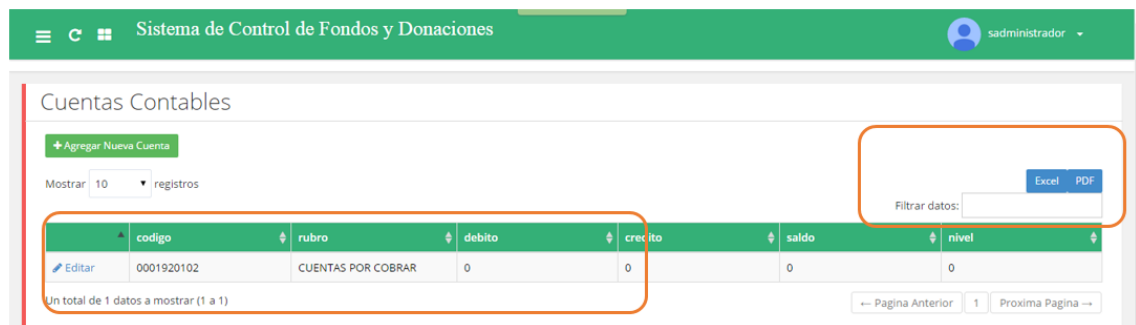 Sistema de Control de Fondos y Donaciones
sadministrador
Cuentas Contables
+ Agregar Nueva Cuenta
Mostrar 10 registros
Excel PDF
Filtrar datos:
codigo rubro debito credito saldo nivel
Editar 0001920102 CUENTAS POR COBRAR 0 0 0 0
Un total de 1 datos a mostrar (1 a 1)
← Pagina Anterior 1 Proxima Pagina →